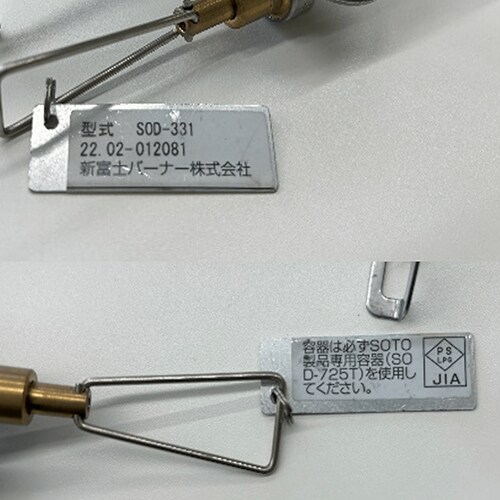 型式 SOD-331
22.02-012081
新富士バーナー株式会社
容器は必ずSOTO
製品専用容器(SO
D-725T)を使用し
てください。
PS
LPG
JIA